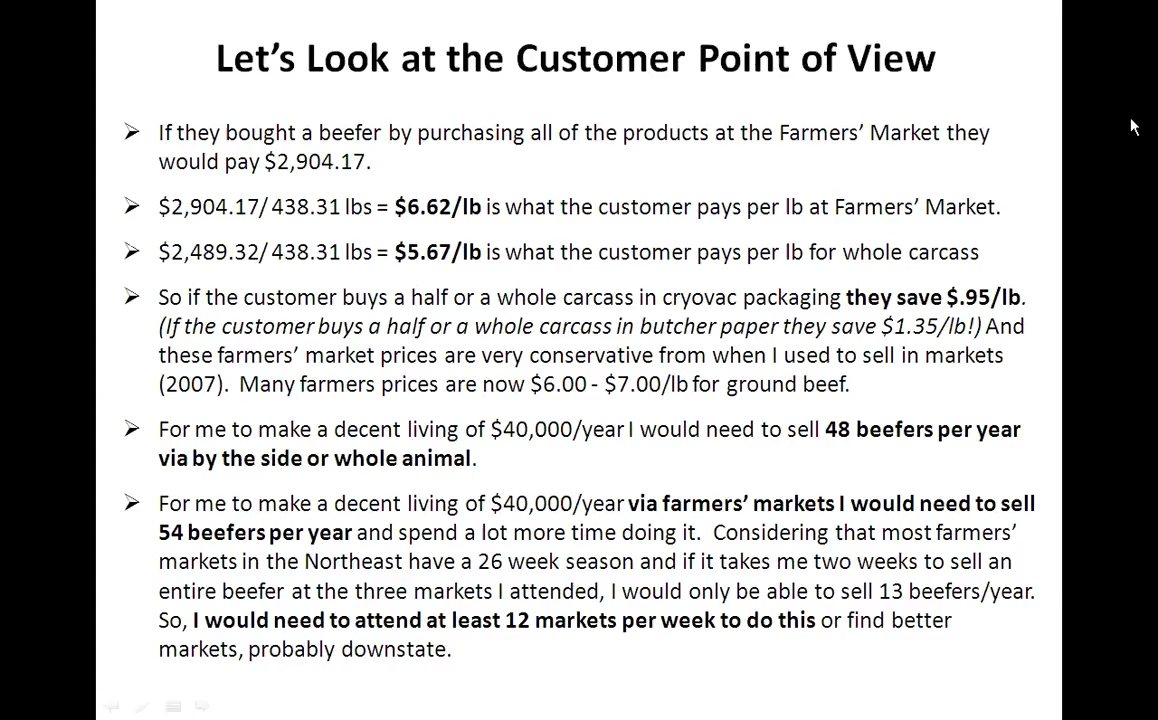 Let's Look at the Customer Point of View
➢ If they bought a beefer by purchasing all of the products at the Farmers' Market they
would pay $2,904.17.
➢ $2,904.17/ 438.31 lbs = $6.62/lb is what the customer pays per lb at Farmers' Market.
➢ $2,489.32/ 438.31 lbs = $5.67/lb is what the customer pays per lb for whole carcass
➢ So if the customer buys a half or a whole carcass in cryovac packaging they save $.95/lb.
(If the customer buys a half or a whole carcass in butcher paper they save $1.35/lb!) And
these farmers' market prices are very conservative from when I used to sell in markets
(2007). Many farmers prices are now $6.00 - $7.00/lb for ground beef.
➢ For me to make a decent living of $40,000/year I would need to sell 48 beefers per year
via by the side or whole animal.
➢ For me to make a decent living of $40,000/year via farmers' markets I would need to sell
54 beefers per year and spend a lot more time doing it. Considering that most farmers'
markets in the Northeast have a 26 week season and if it takes me two weeks to sell an
entire beefer at the three markets I attended, I would only be able to sell 13 beefers/year.
So, I would need to attend at least 12 markets per week to do this or find better
markets, probably downstate.